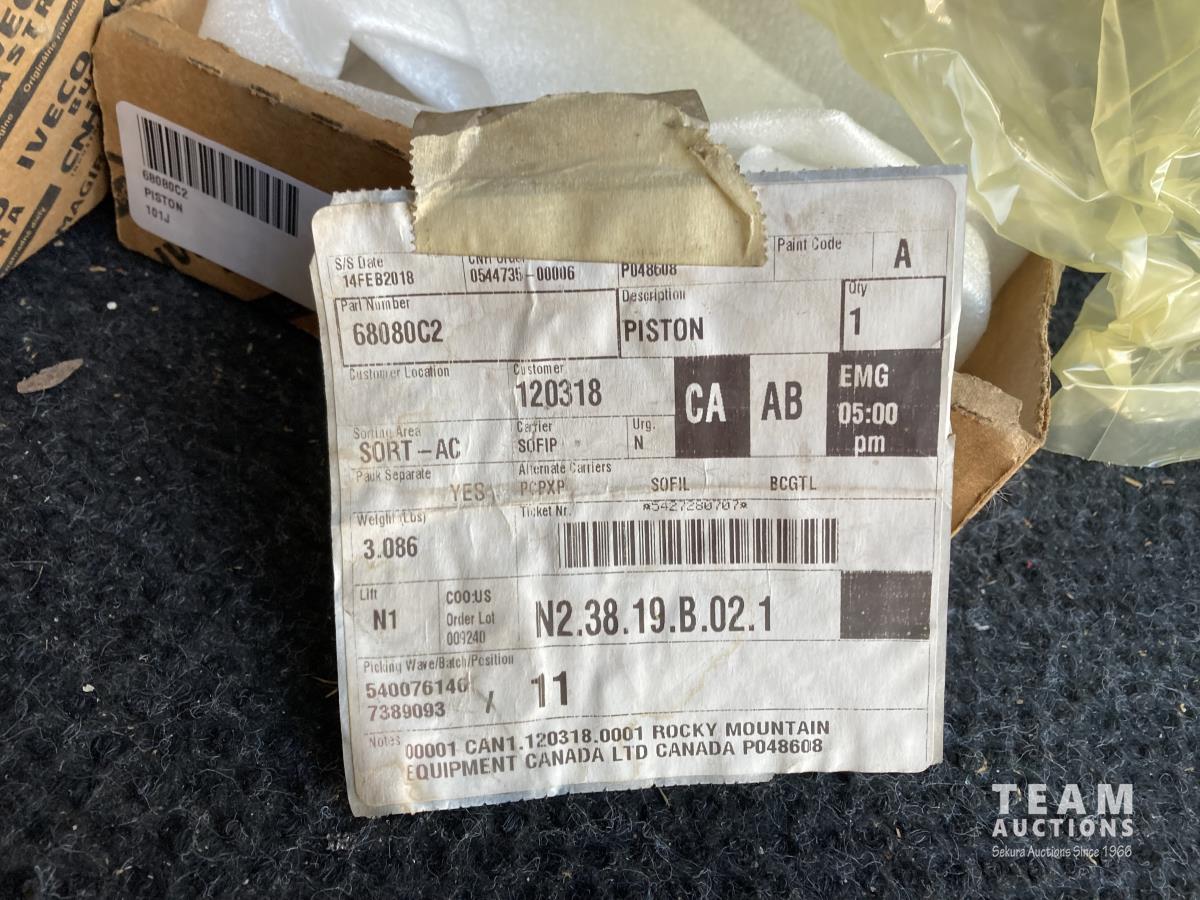 IVECO
ASTRA
Originálne náhradné
IVECO
68080C2
PISTON
101J
S/S Date
14FEB2018
0544735-00006
P048608
Paint Code
A
Part Number
68080C2
Description
PISTON
Qty
1
Customer Location
Customer
120318
CA
AB
EMG
05:00
pm
Sorting Area
SORT-AC
Carrier
SOFIP
Urg.
N
Pack Separate
YES
Alternate Carriers
PCPXP
SOFIL
BCGTL
Weight (Lbs)
3.086
Ticket Nr.
*5427280707*
Lift
N1
COO:US
Order Lot
009240
N2.38.19.B.02.1
Picking Wave/Batch/Position
540076140
7389093
/
11
Notes
00001 CAN1.120318.0001 ROCKY MOUNTAIN
EQUIPMENT CANADA LTD CANADA P048608
TEAM
AUCTIONS
Sekura Auctions Since 1966